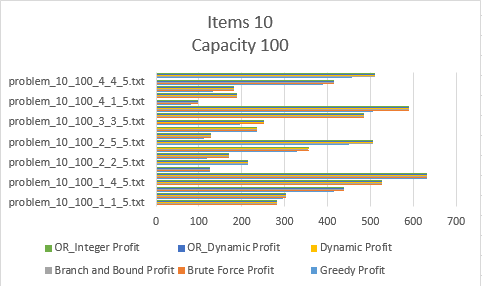 Items 10
Capacity 100
problem_10_100_4_4_5.txt
problem_10_100_4_1_5.txt
problem_10_100_3_3_5.txt
problem_10_100_2_5_5.txt
problem_10_100_2_2_5.txt
problem_10_100_1_4_5.txt
problem_10_100_1_1_5.txt
0 100 200 300 400 500 600 700
OR_Integer Profit OR_Dynamic Profit Dynamic Profit
Branch and Bound Profit Brute Force Profit Greedy Profit